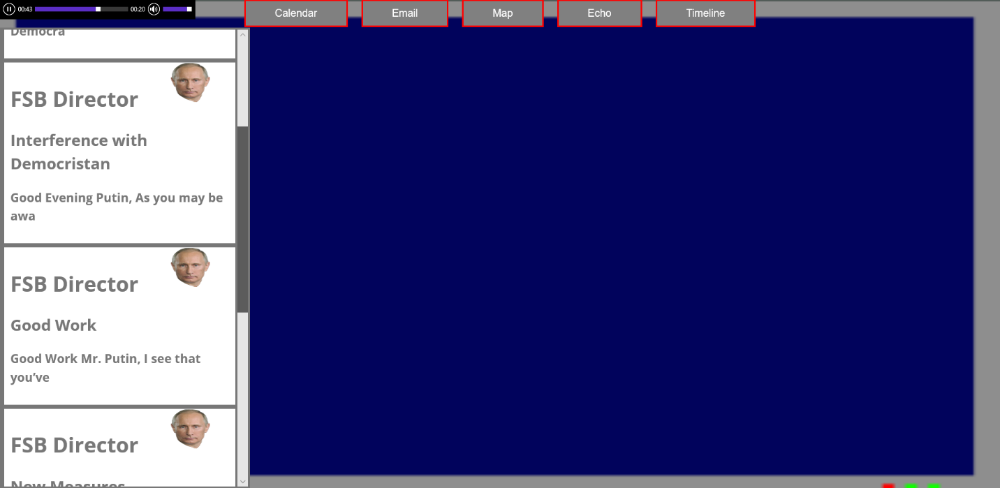 00:43 00:20
Calendar Email Map Echo Timeline
Democra
FSB Director
Interference with
Democristan
Good Evening Putin, As you may be
awa
FSB Director
Good Work
Good Work Mr. Putin, I see that
you've
FSB Director
New Measures